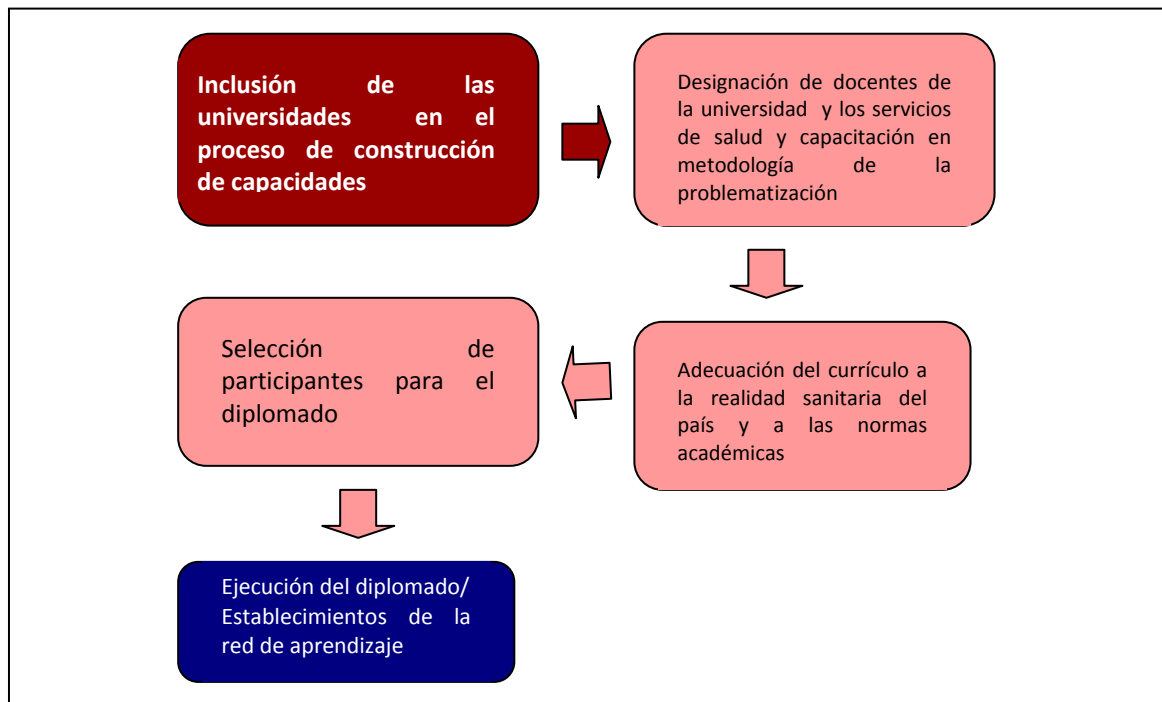 Inclusión de las
universidades en el
proceso de construcción
de capacidades
Designación de docentes de
la universidad y los servicios
de salud y capacitación en
metodología de la
problematización
Adecuación del currículo a
la realidad sanitaria del
país y a las normas
académicas
Selección de
participantes para el
diplomado
Ejecución del diplomado/
Establecimientos de la
red de aprendizaje